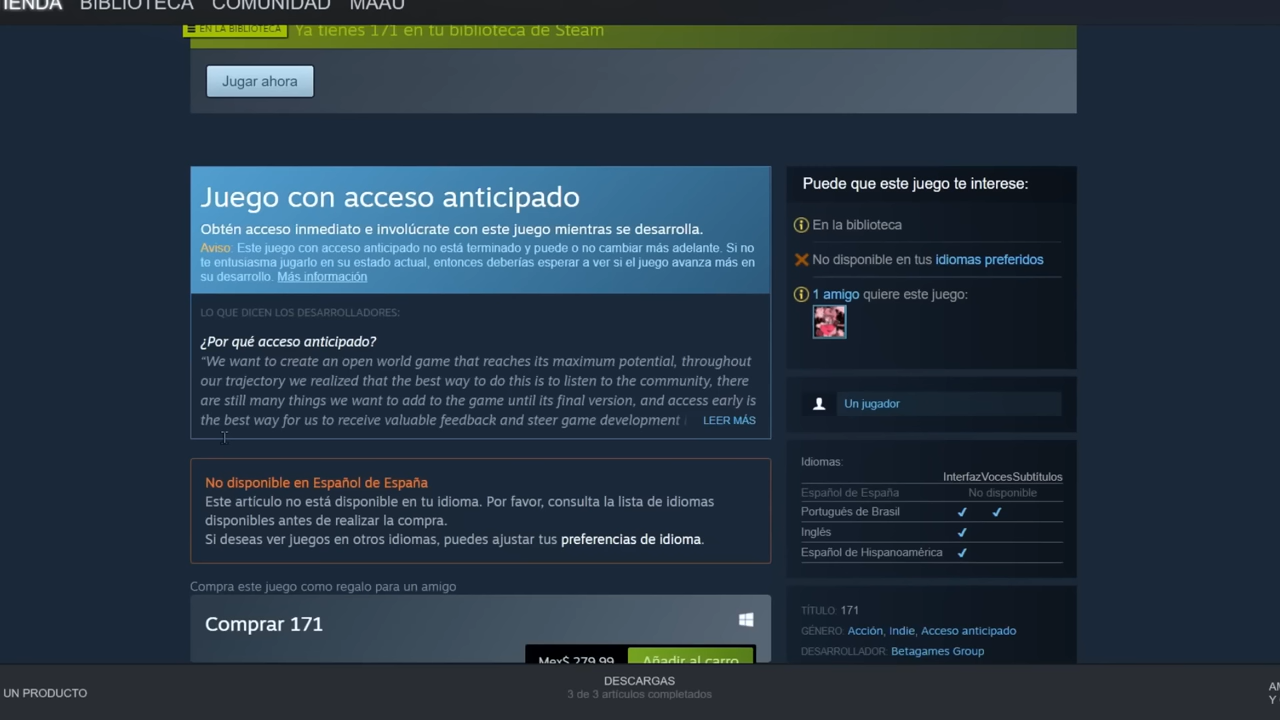 TIENDA BIBLIOTECA COMUNIDAD MAAU
EN LA BIBLIOTECA Ya tienes 171 en tu biblioteca de Steam
Jugar ahora
Juego con acceso anticipado
Obtén acceso inmediato e involúcrate con este juego mientras se desarrolla.
Aviso: Este juego con acceso anticipado no está terminado y puede o no cambiar más adelante. Si no
te entusiasma jugarlo en su estado actual, entonces deberías esperar a ver si el juego avanza más en
su desarrollo. Más información
LO QUE DICEN LOS DESARROLLADORES:
¿Por qué acceso anticipado?
“We want to create an open world game that reaches its maximum potential, throughout
our trajectory we realized that the best way to do this is to listen to the community, there
are still many things we want to add to the game until its final version, and access early is
the best way for us to receive valuable feedback and steer game development
LEER MÁS
No disponible en Español de España
Este artículo no está disponible en tu idioma. Por favor, consulta la lista de idiomas
disponibles antes de realizar la compra.
Si deseas ver juegos en otros idiomas, puedes ajustar tus preferencias de idioma.
Compra este juego como regalo para un amigo
Comprar 171
Mex$ 279.99 Añadir al carro
Puede que este juego te interese:
En la biblioteca
No disponible en tus idiomas preferidos
1 amigo quiere este juego:
Un jugador
Idiomas:
InterfazVocesSubtítulos
Español de España No disponible
Portugués de Brasil ✔ ✔
Inglés ✔
Español de Hispanoamérica ✔
TÍTULO: 171
GÉNERO: Acción, Indie, Acceso anticipado
DESARROLLADOR: Betagames Group
UN PRODUCTO
DESCARGAS
3 de 3 artículos completados
AM
Y